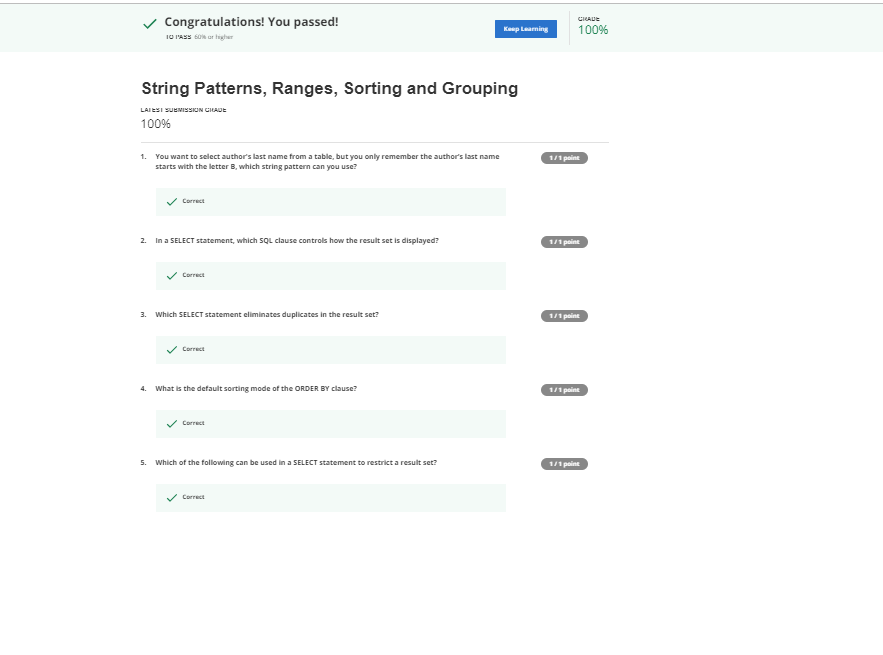 Congratulations! You passed!
TO PASS 60% or higher
Keep Learning
GRADE
100%
String Patterns, Ranges, Sorting and Grouping
LATEST SUBMISSION GRADE
100%
1. You want to select author's last name from a table, but you only remember the author's last name
starts with the letter B, which string pattern can you use?
1 / 1 point
Correct
2. In a SELECT statement, which SQL clause controls how the result set is displayed?
1 / 1 point
Correct
3. Which SELECT statement eliminates duplicates in the result set?
1 / 1 point
Correct
4. What is the default sorting mode of the ORDER BY clause?
1 / 1 point
Correct
5. Which of the following can be used in a SELECT statement to restrict a result set?
1 / 1 point
Correct